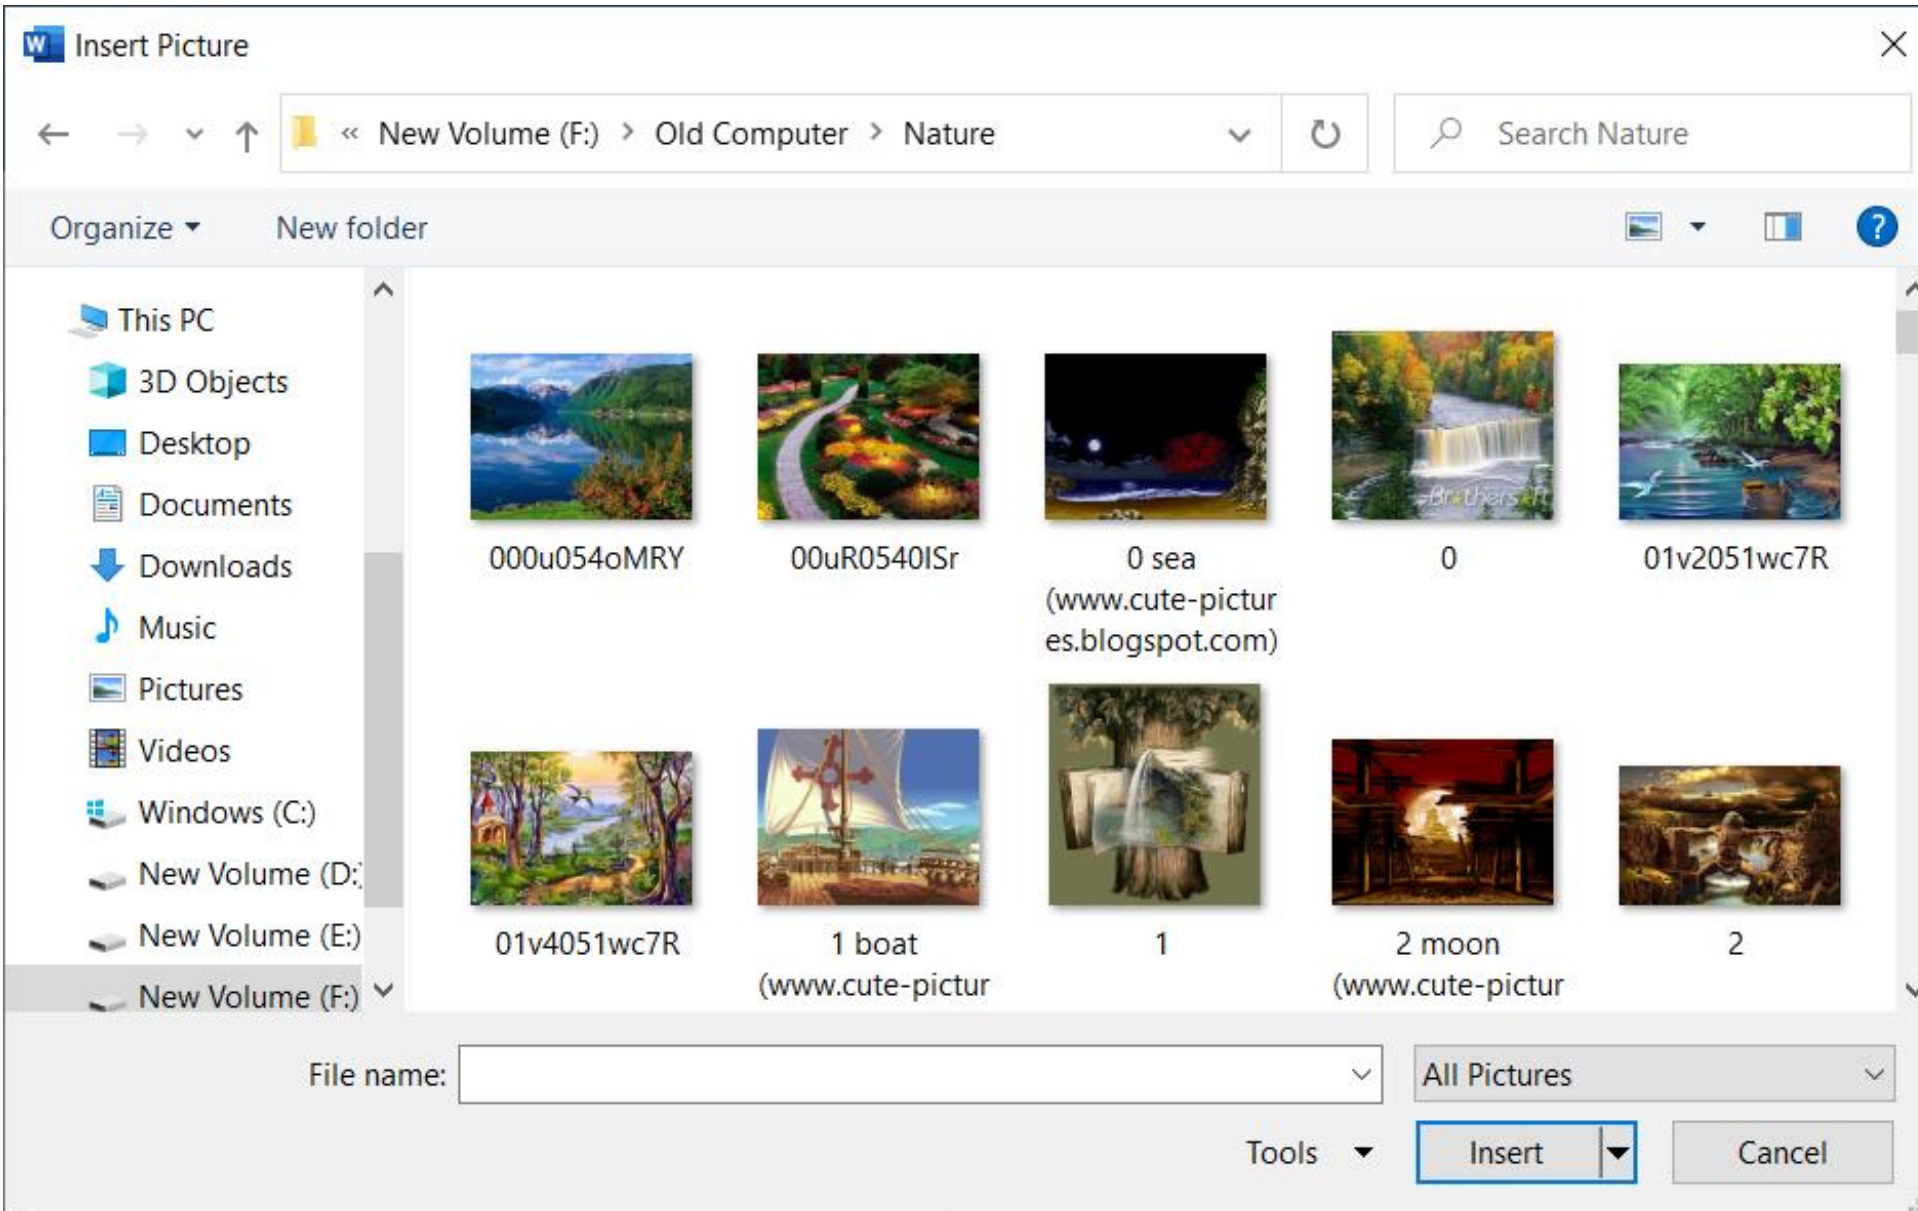 Insert Picture
« New Volume (F:) > Old Computer > Nature
Search Nature
Organize
New folder
?
This PC
3D Objects
Desktop
Documents
Downloads
Music
Pictures
Videos
Windows (C:)
New Volume (D:)
New Volume (E:)
New Volume (F:)
000u054oMRY
00uR0540ISr
0 sea
(www.cute-pictur
es.blogspot.com)
Brothersoft
0
01v2051wc7R
01v4051wc7R
1 boat
(www.cute-pictur
1
2 moon
(www.cute-pictur
2
File name:
All Pictures
Tools
Insert
Cancel